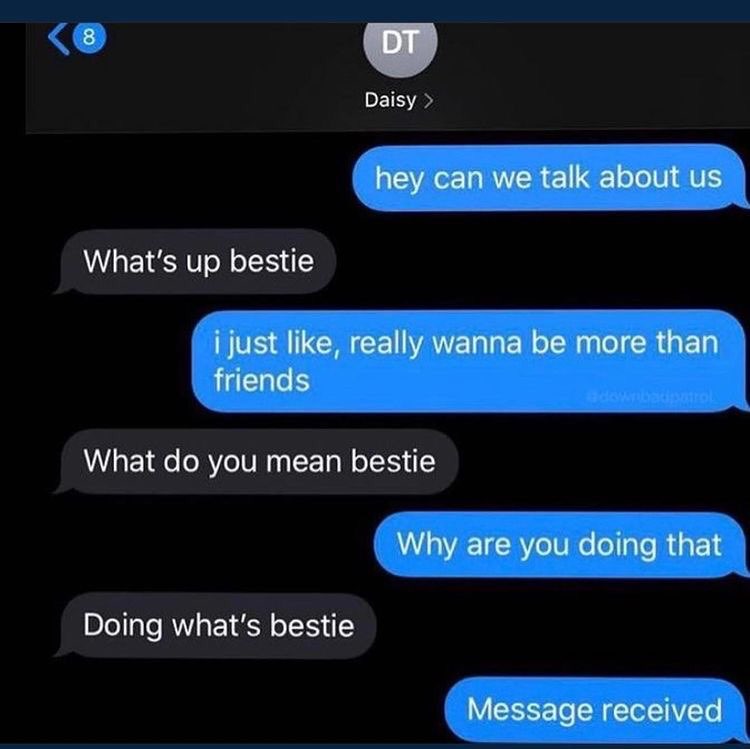 8
DT
Daisy >
hey can we talk about us
What's up bestie
i just like, really wanna be more than
friends
@downbadpatrol
What do you mean bestie
Why are you doing that
Doing what's bestie
Message received